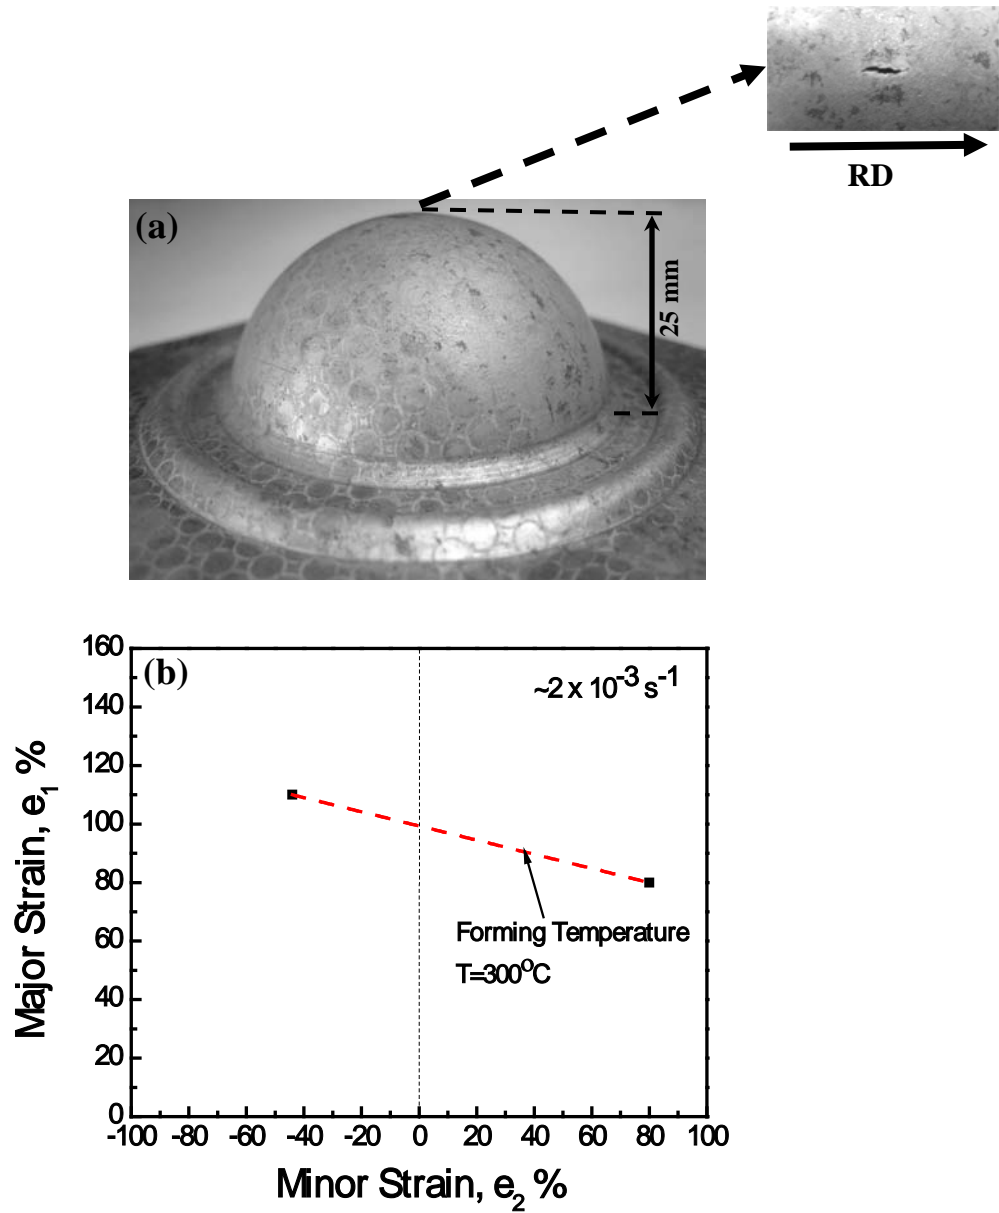 RD
(a)
25 mm
(b)
~2 x 10-3 s-1
160
140
120
100
80
60
40
20
0
Major Strain, e1 %
Forming Temperature
T=300oC
-100 -80 -60 -40 -20 0 20 40 60 80 100
Minor Strain, e2 %